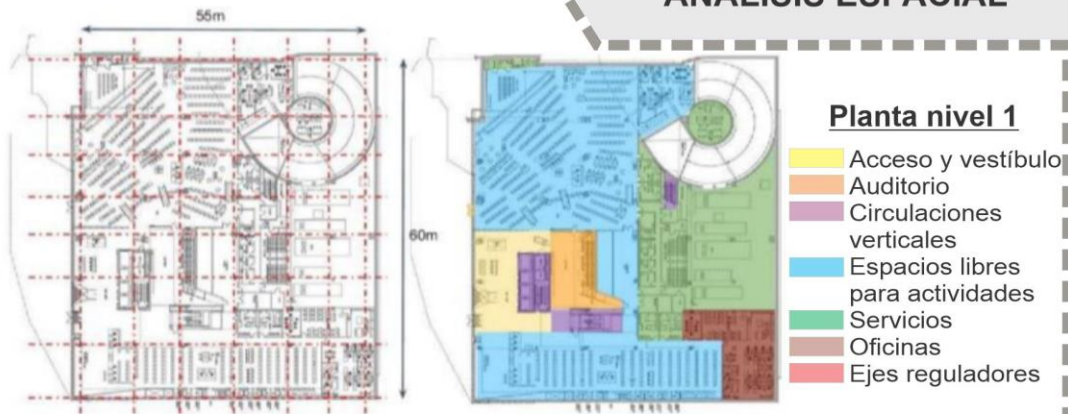 ANÁLISIS ESPACIAL
55m
60m
Planta nivel 1
Acceso y vestíbulo
Auditorio
Circulaciones
verticales
Espacios libres
para actividades
Servicios
Oficinas
Ejes reguladores